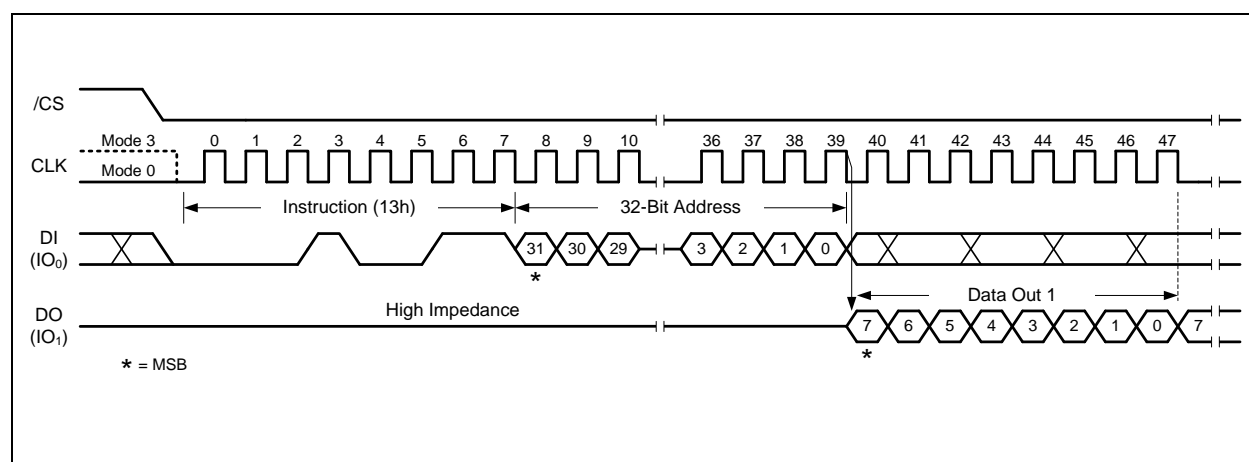 /CS
Mode 3
Mode 0
CLK
0 1 2 3 4 5 6 7 8 9 10 36 37 38 39 40 41 42 43 44 45 46 47
Instruction (13h)
32-Bit Address
DI
(IO₀)
31 30 29 3 2 1 0
*
High Impedance
Data Out 1
DO
(IO₁)
7 6 5 4 3 2 1 0 7
*
* = MSB